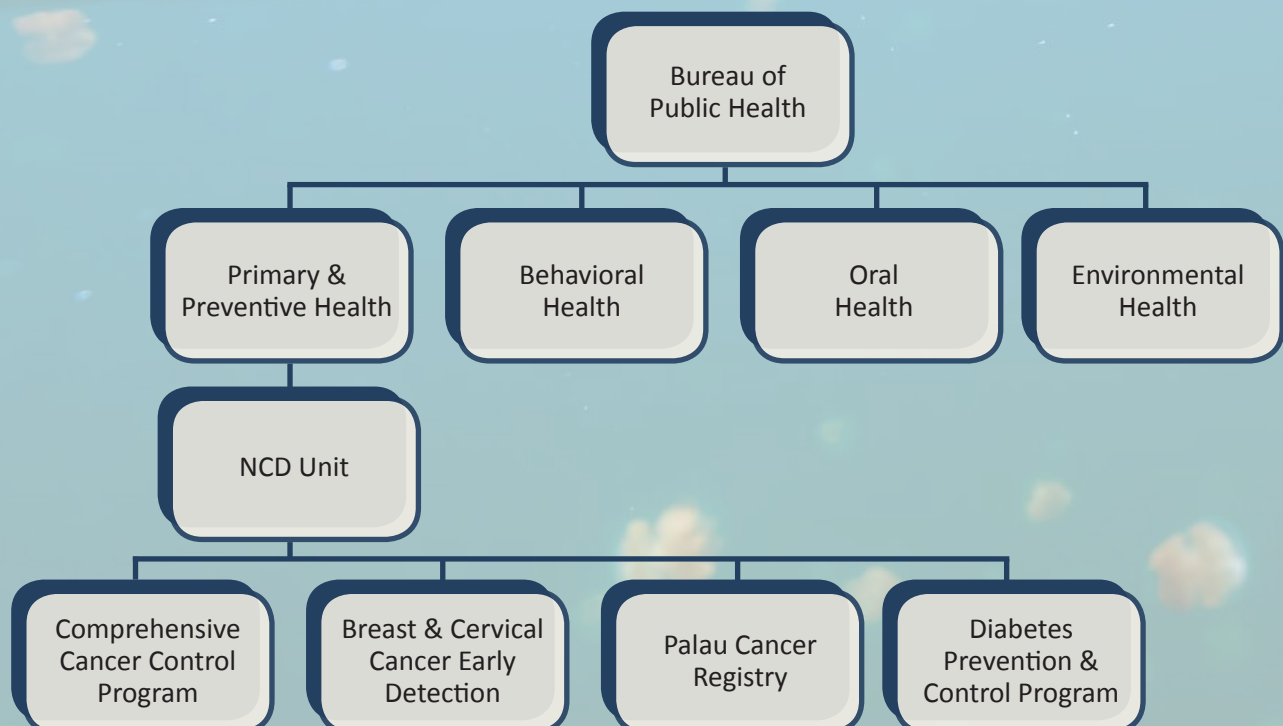 Bureau of
Public Health
Primary &
Preventive Health
Behavioral
Health
Oral
Health
Environmental
Health
NCD Unit
Comprehensive
Cancer Control
Program
Breast & Cervical
Cancer Early
Detection
Palau Cancer
Registry
Diabetes
Prevention &
Control Program